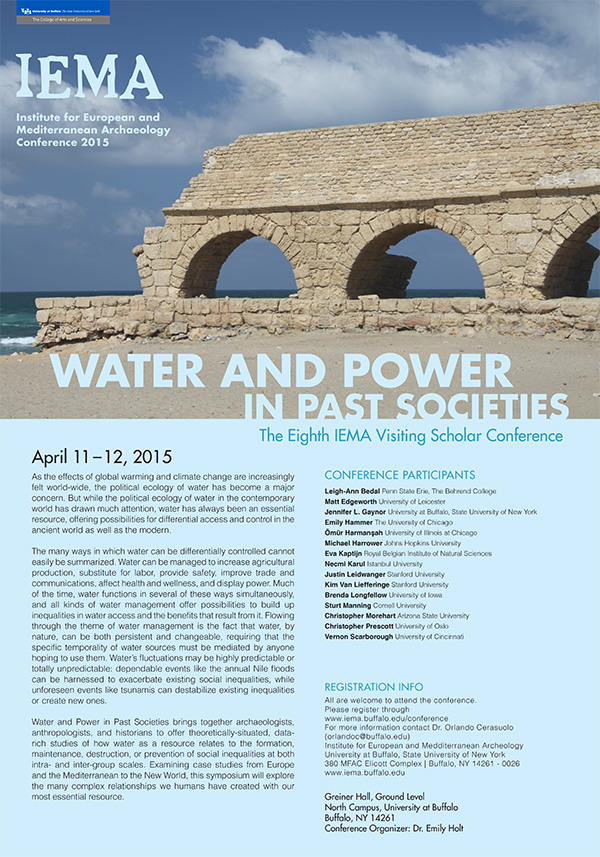 University at Buffalo The State University of New York
The College of Arts and Sciences
IEMA
Institute for European and
Mediterranean Archaeology
Conference 2015
WATER AND POWER
IN PAST SOCIETIES
The Eighth IEMA Visiting Scholar Conference
April 11–12, 2015
As the effects of global warming and climate change are increasingly
felt world-wide, the political ecology of water has become a major
concern. But while the political ecology of water in the contemporary
world has drawn much attention, water has always been an essential
resource, offering possibilities for differential access and control in the
ancient world as well as the modern.
The many ways in which water can be differentially controlled cannot
easily be summarized. Water can be managed to increase agricultural
production, substitute for labor, provide safety, improve trade and
communications, affect health and wellness, and display power. Much
of the time, water functions in several of these ways simultaneously,
and all kinds of water management offer possibilities to build up
inequalities in water access and the benefits that result from it. Flowing
through the theme of water management is the fact that water, by
nature, can be both persistent and changeable, requiring that the
specific temporality of water sources must be mediated by anyone
hoping to use them. Water's fluctuations may be highly predictable or
totally unpredictable: dependable events like the annual Nile floods
can be harnessed to exacerbate existing social inequalities, while
unforeseen events like tsunamis can destabilize existing inequalities
or create new ones.
Water and Power in Past Societies brings together archaeologists,
anthropologists, and historians to offer theoretically-situated, data-
rich studies of how water as a resource relates to the formation,
maintenance, destruction, or prevention of social inequalities at both
intra- and inter-group scales. Examining case studies from Europe
and the Mediterranean to the New World, this symposium will explore
the many complex relationships we humans have created with our
most essential resource.
CONFERENCE PARTICIPANTS
Leigh-Ann Bedal Penn State Erie, The Behrend College
Matt Edgeworth University of Leicester
Jennifer L. Gaynor University at Buffalo, State University of New York
Emily Hammer The University of Chicago
Ömür Harmanşah University of Illinois at Chicago
Michael Harrower Johns Hopkins University
Eva Kaptijn Royal Belgian Institute of Natural Sciences
Necmi Karul Istanbul University
Justin Leidwanger Stanford University
Kim Van Liefferinge Stanford University
Brenda Longfellow University of Iowa
Sturt Manning Cornell University
Christopher Morehart Arizona State University
Christopher Prescott University of Oslo
Vernon Scarborough University of Cincinnati
REGISTRATION INFO
All are welcome to attend the conference.
Please register through
www.iema.buffalo.edu/conference
For more information contact Dr. Orlando Cerasuolo
(orlandoc@buffalo.edu)
Institute for European and Medditerranean Archeology
University at Buffalo, State University of New York
380 MFAC Elicott Complex | Buffalo, NY 14261 - 0026
www.iema.buffalo.edu
Greiner Hall, Ground Level
North Campus, University at Buffalo
Buffalo, NY 14261
Conference Organizer: Dr. Emily Holt